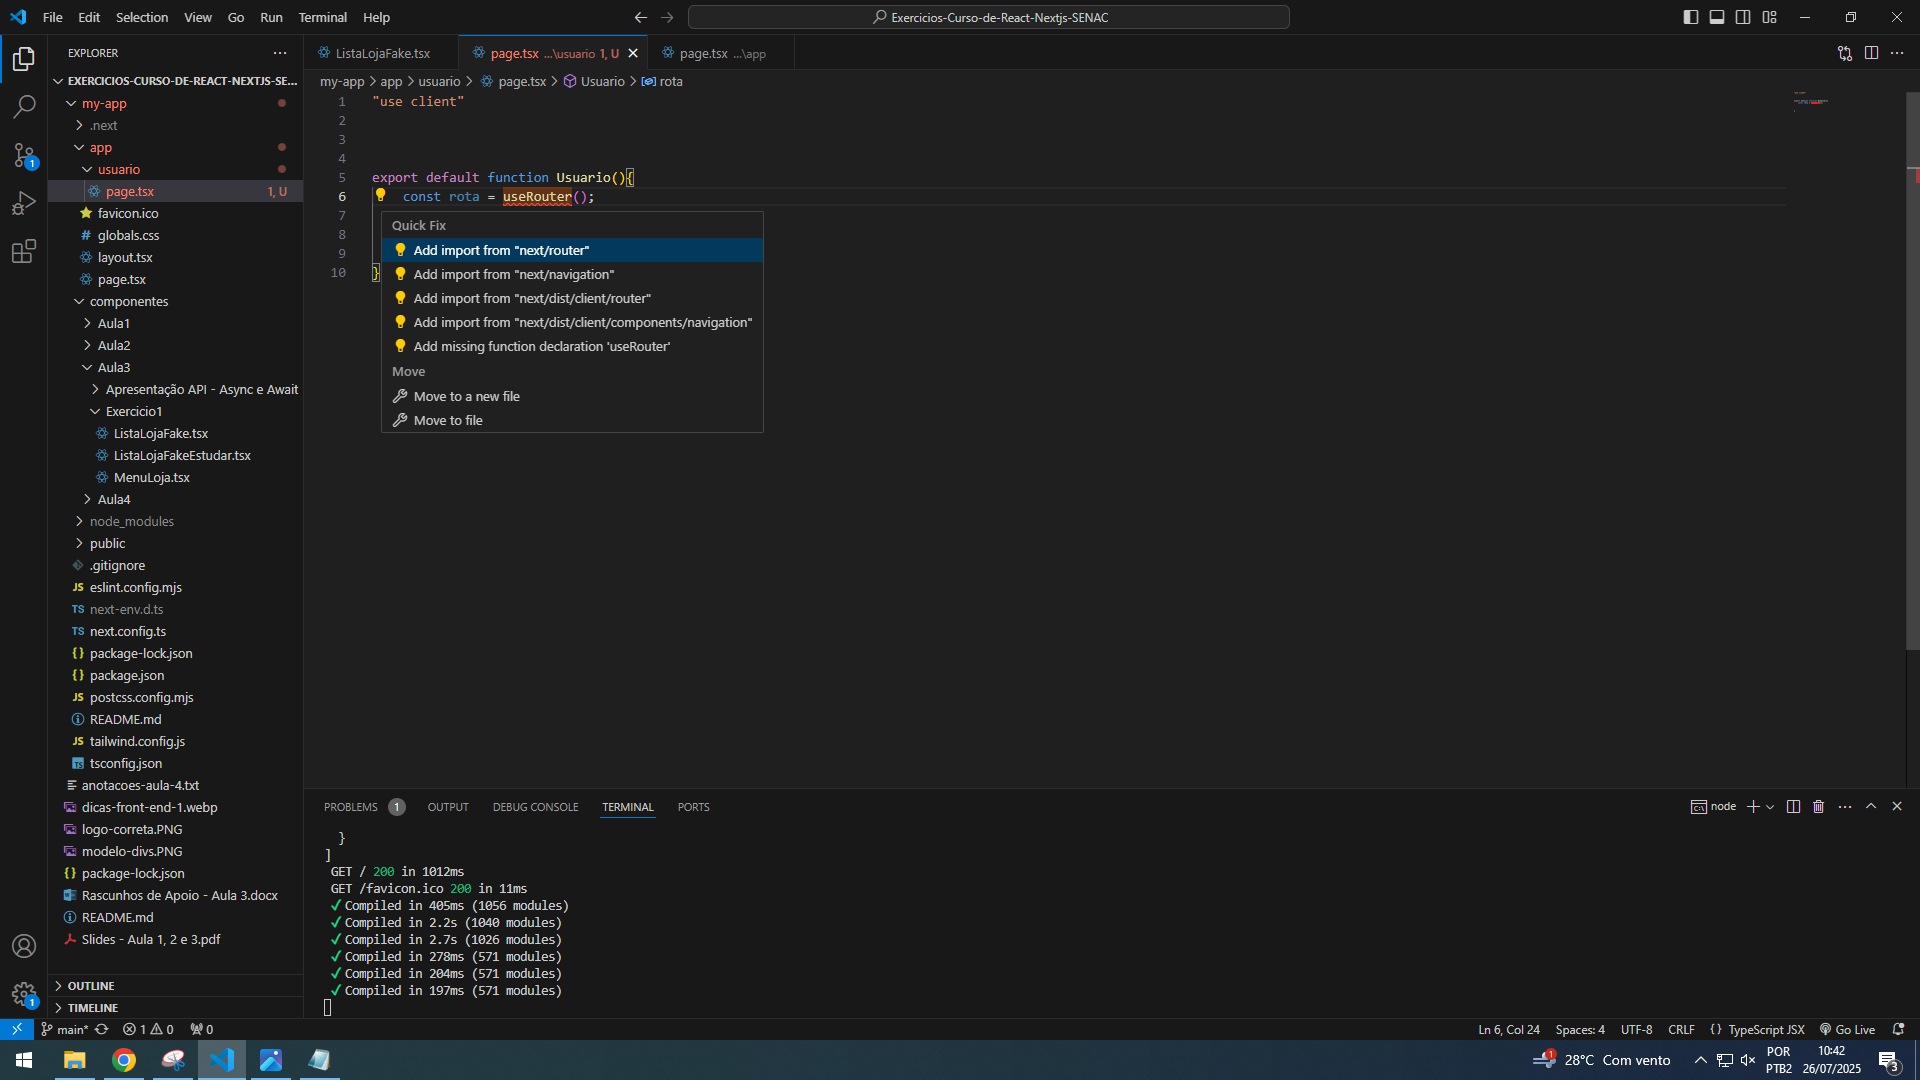 File Edit Selection View Go Run Terminal Help
Exercicios-Curso-de-React-Nextjs-SENAC
EXPLORER
EXERCICIOS-CURSO-DE-REACT-NEXTJS-SE...
my-app
.next
app
usuario
page.tsx 1, U
favicon.ico
globals.css
layout.tsx
page.tsx
componentes
Aula1
Aula2
Aula3
Apresentação API - Async e Await
Exercicio1
ListaLojaFake.tsx
ListaLojaFakeEstudar.tsx
MenuLoja.tsx
Aula4
node_modules
public
.gitignore
JS eslint.config.mjs
TS next-env.d.ts
TS next.config.ts
{} package-lock.json
{} package.json
JS postcss.config.mjs
README.md
JS tailwind.config.js
TS tsconfig.json
anotacoes-aula-4.txt
dicas-front-end-1.webp
logo-correta.PNG
modelo-divs.PNG
{} package-lock.json
Rascunhos de Apoio - Aula 3.docx
README.md
Slides - Aula 1, 2 e 3.pdf
OUTLINE
TIMELINE
ListaLojaFake.tsx
page.tsx ...\usuario 1, U
page.tsx ...\app
my-app > app > usuario > page.tsx > Usuario > rota
1 "use client"
2
3
4
5 export default function Usuario(){
6 const rota = useRouter();
7
8
9
10 }
Quick Fix
Add import from "next/router"
Add import from "next/navigation"
Add import from "next/dist/client/router"
Add import from "next/dist/client/components/navigation"
Add missing function declaration 'useRouter'
Move
Move to a new file
Move to file
PROBLEMS 1 OUTPUT DEBUG CONSOLE TERMINAL PORTS
node
}
]
GET / 200 in 1012ms
GET /favicon.ico 200 in 11ms
✓ Compiled in 405ms (1056 modules)
✓ Compiled in 2.2s (1040 modules)
✓ Compiled in 2.7s (1026 modules)
✓ Compiled in 278ms (571 modules)
✓ Compiled in 204ms (571 modules)
✓ Compiled in 197ms (571 modules)
1
1
main* 1 0 0
Ln 6, Col 24 Spaces: 4 UTF-8 CRLF {} TypeScript JSX Go Live
1 28°C Com vento
POR
PTB2
10:42
26/07/2025
3